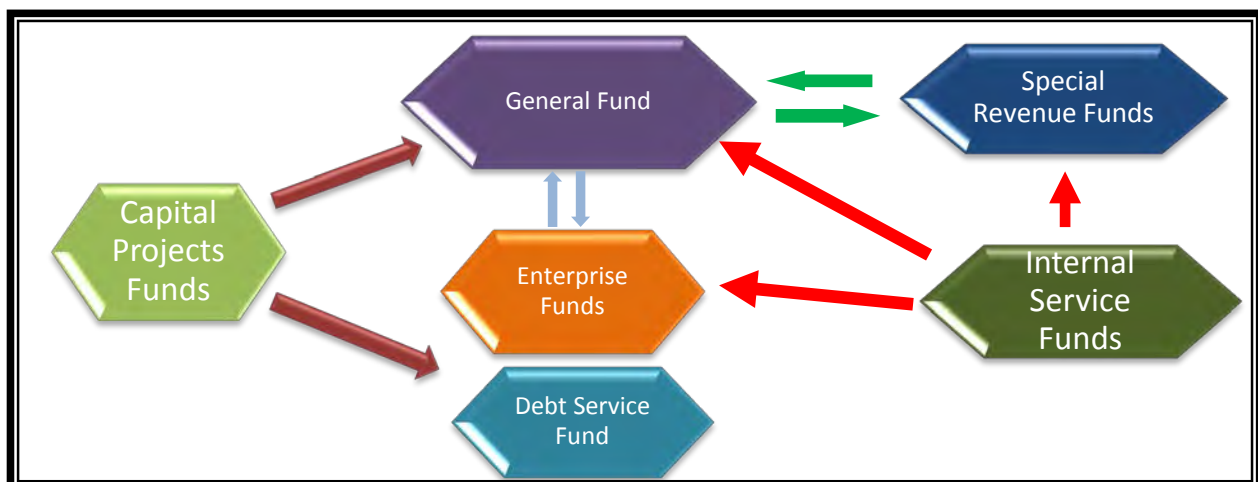 General Fund
Special
Revenue Funds
Capital
Projects
Funds
Enterprise
Funds
Internal
Service
Funds
Debt Service
Fund